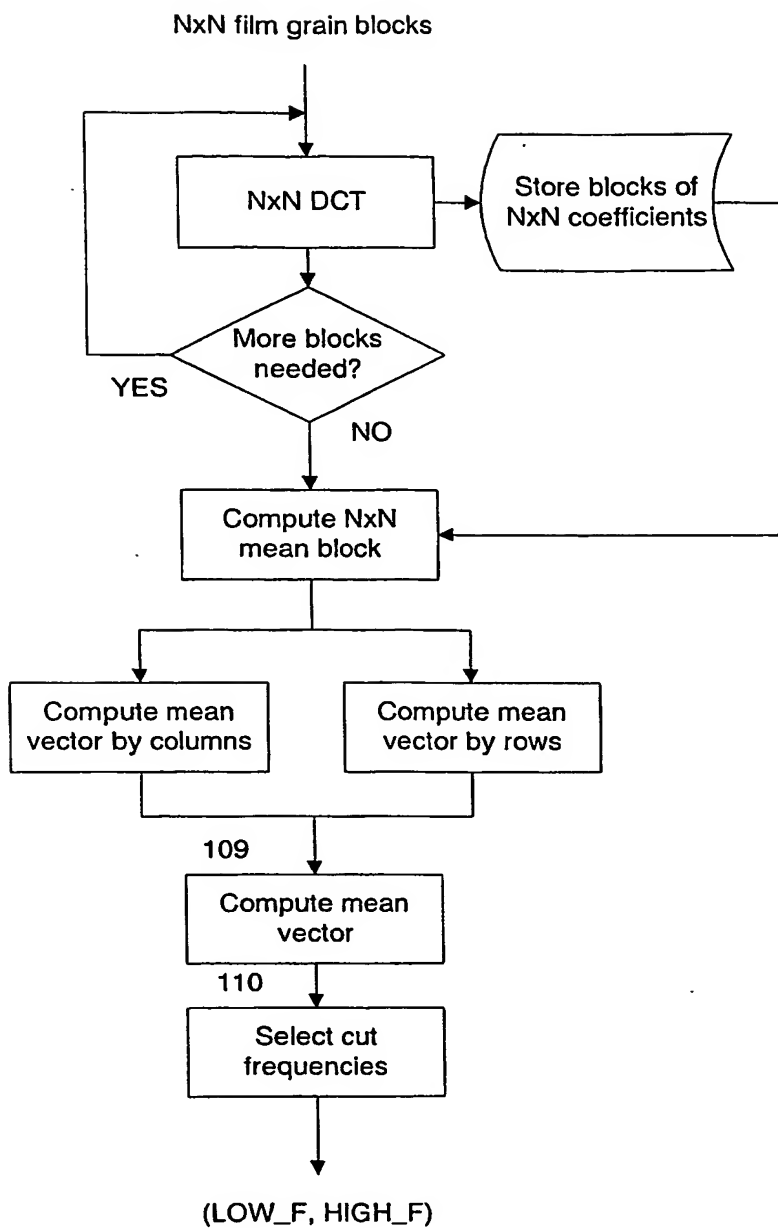 NxN film grain blocks
NxN DCT
Store blocks of
NxN coefficients
More blocks
needed?
YES
NO
Compute NxN
mean block
Compute mean
vector by columns
Compute mean
vector by rows
109
Compute mean
vector
110
Select cut
frequencies
(LOW_F, HIGH_F)